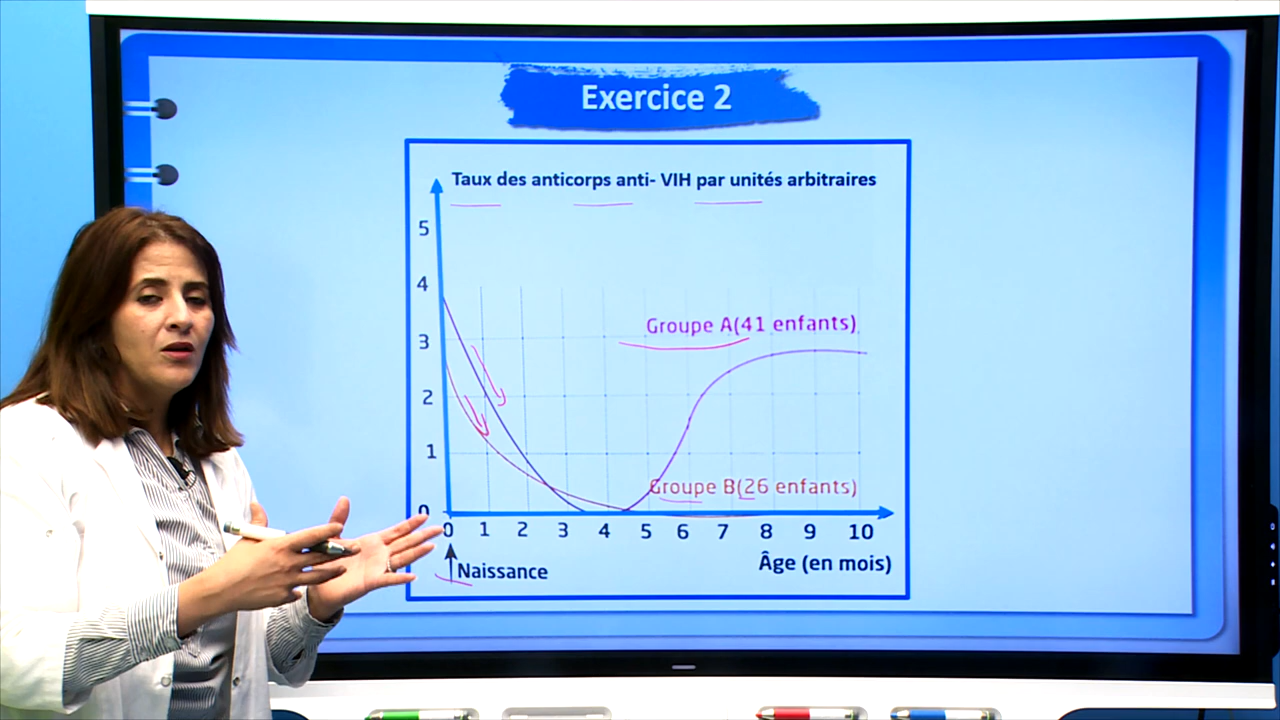 Exercice 2
Taux des anticorps anti- VIH par unités arbitraires
5
4
3
2
1
0
Groupe A(41 enfants)
Groupe B(26 enfants)
0 1 2 3 4 5 6 7 8 9 10
Naissance
Âge (en mois)